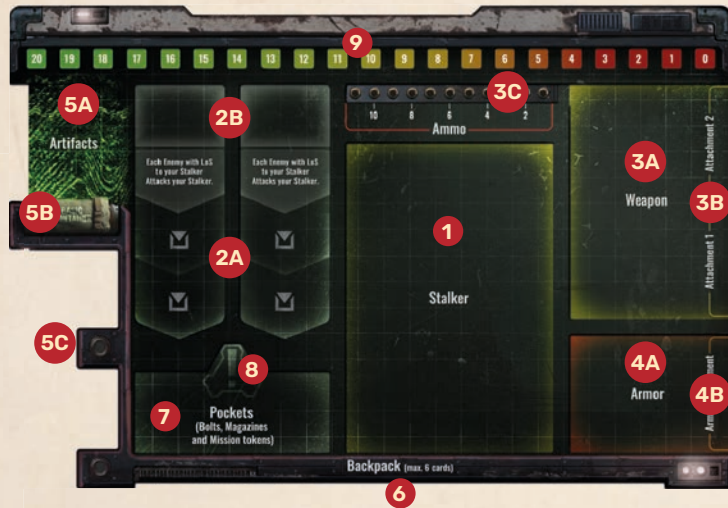 9
20 19 18 17 16 15 14 13 12 11 10 9 8 7 6 5 4 3 2 1 0
5A
Artifacts
5B
5C
2B
Each Enemy with LoS
to your Stalker
Attacks your Stalker.
Each Enemy with LoS
to your Stalker
Attacks your Stalker.
2A
8
7
Pockets
(Bolts, Magazines
and Mission tokens)
3C
10 8 6 4 2
Ammo
1
Stalker
3A
Weapon
Attachment 2
3B
Attachment 1
4A
Armor
4B
Backpack (max. 6 cards)
6